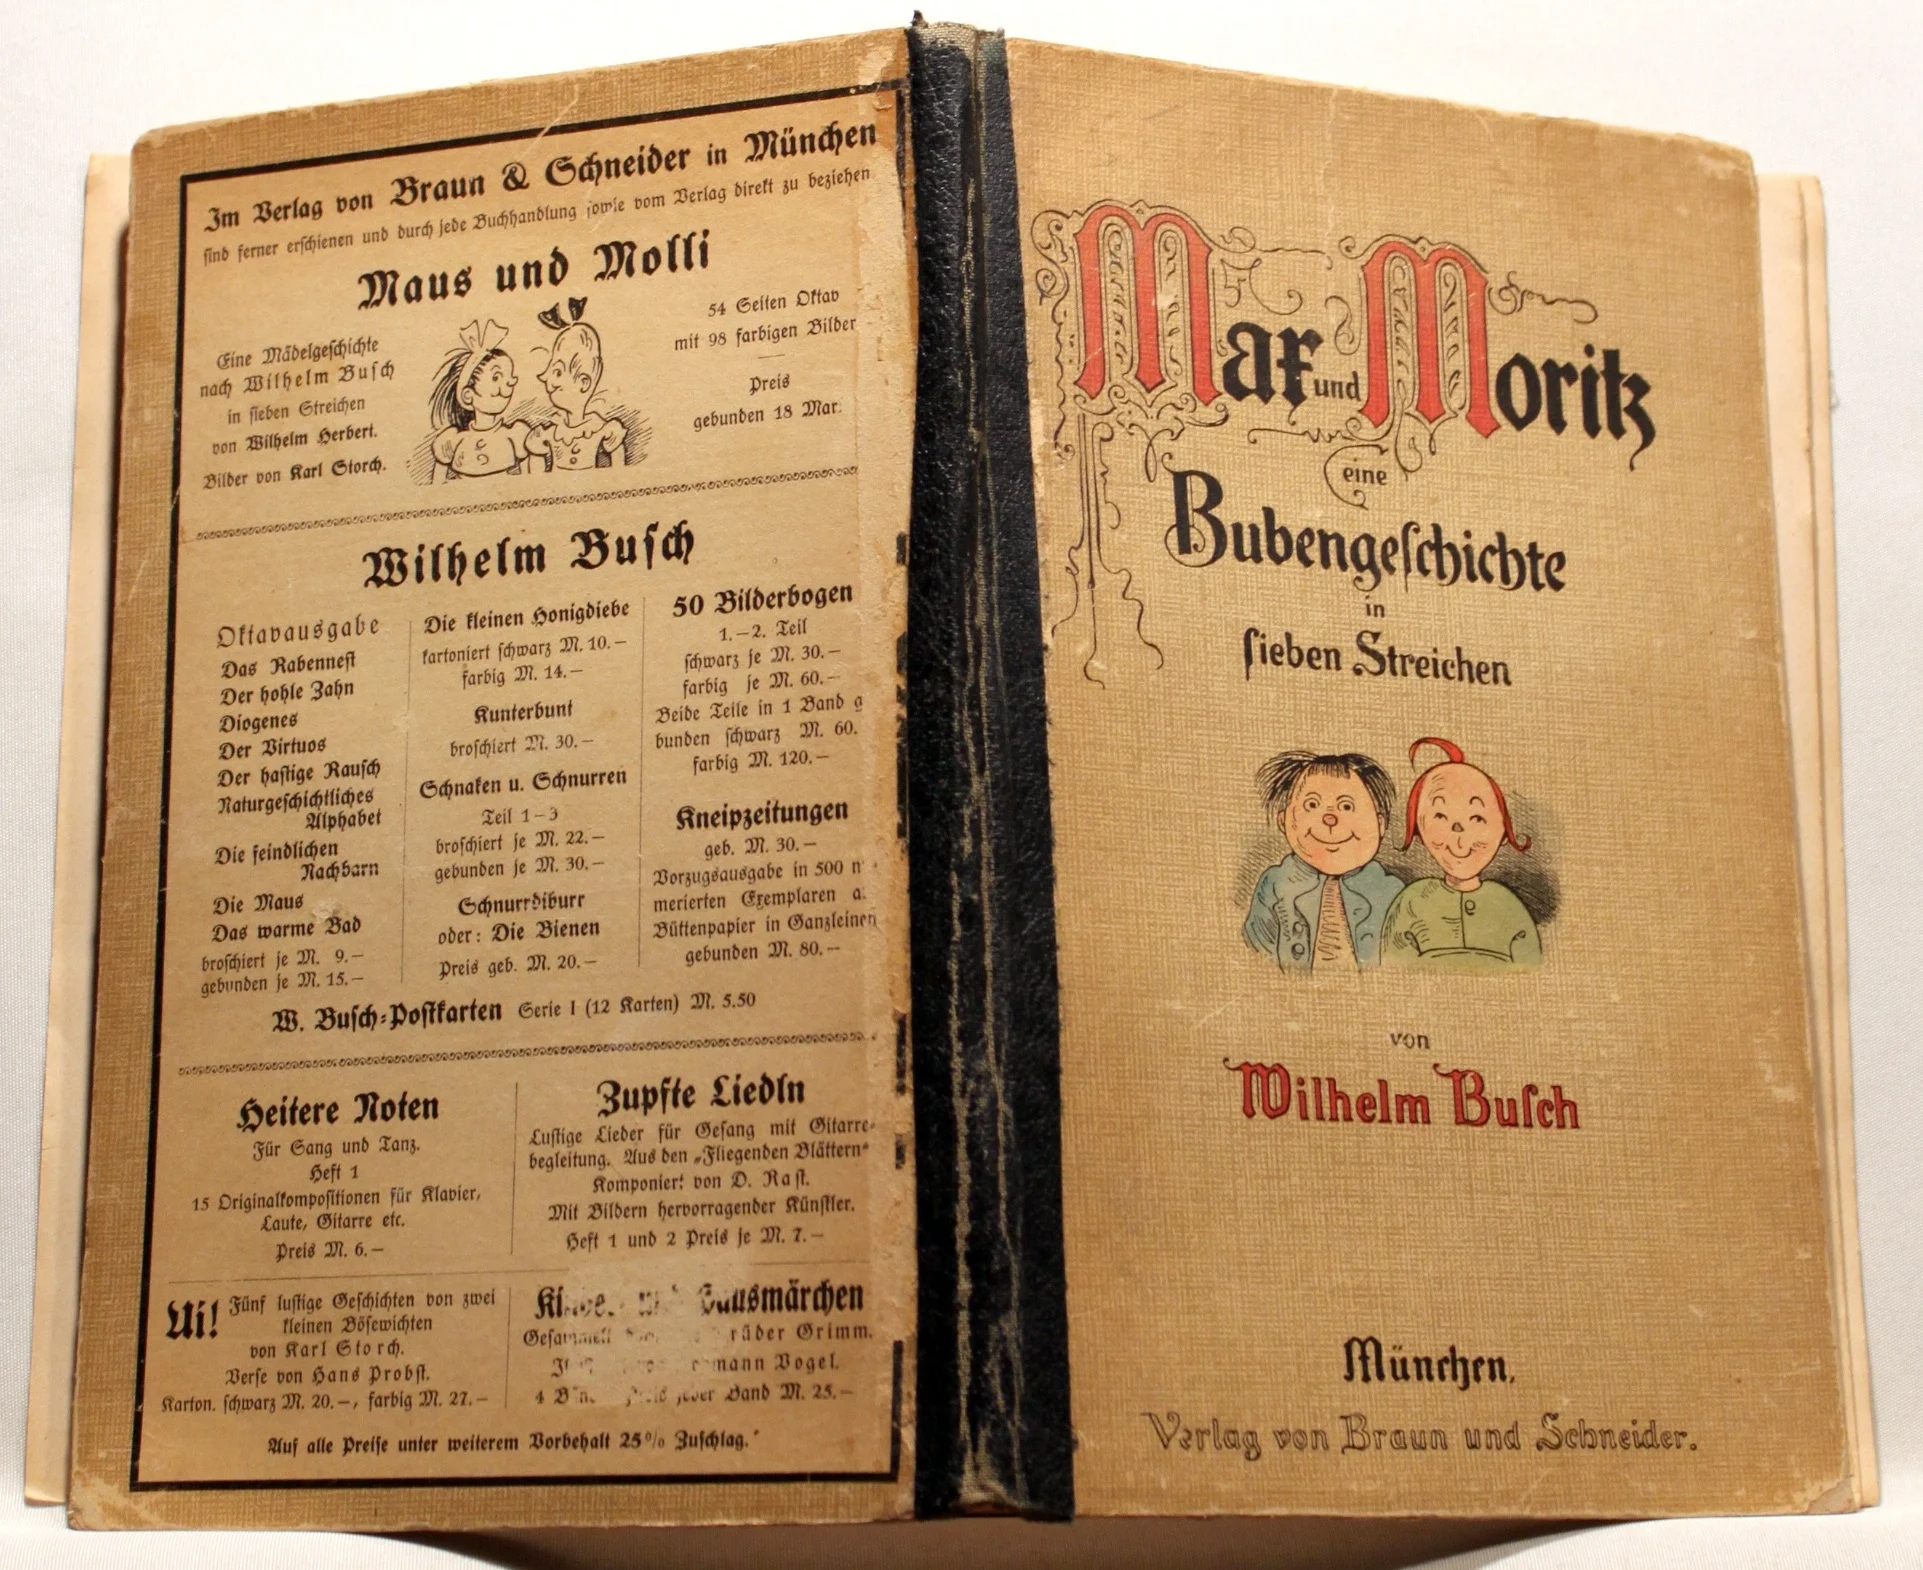 Im Verlag von Braun & Schneider in München
sind ferner erschienen und durch jede Buchhandlung sowie vom Verlag direkt zu beziehen
Maus und Molli
Eine Mädelgeschichte
nach Wilhelm Busch
in sieben Streichen
von Wilhelm Herbert.
Bilder von Karl Storch.
54 Seiten Oktav
mit 98 farbigen Bilder
Preis
gebunden 18 Mar
Wilhelm Busch
Oktavausgabe
Das Rabennest
Der hohle Zahn
Diogenes
Der Virtuos
Der hastige Rausch
Naturgeschichtliches
Alphabet
Die feindlichen
Nachbarn
Die Maus
Das warme Bad
broschiert je M. 9.—
gebunden je M. 15.—
Die kleinen Honigdiebe
kartoniert schwarz M. 10.—
farbig M. 14.—
Kunterbunt
broschiert M. 30.—
Schnaken u. Schnurren
Teil 1–3
broschiert je M. 22.—
gebunden je M. 30.—
Schnurrdiburr
oder: Die Bienen
Preis geb. M. 20.—
50 Bilderbogen
1.–2. Teil
schwarz je M. 30.—
farbig je M. 60.—
Beide Teile in 1 Band g
bunden schwarz M. 60.
farbig M. 120.—
Kneipzeitungen
geb. M. 30.—
Vorzugsausgabe in 500 n
merierten Exemplaren a.
Büttenpapier in Ganzleinen
gebunden M. 80.—
W. Busch-Postkarten Serie I (12 Karten) M. 5.50
Heitere Noten
Für Sang und Tanz.
Heft 1
15 Originalkompositionen für Klavier,
Laute, Gitarre etc.
Preis M. 6.—
Zupfte Liedln
Lustige Lieder für Gesang mit Gitarre-
begleitung. Aus den „Fliegenden Blättern“
Komponiert von D. Rast.
Mit Bildern hervorragender Künstler.
Heft 1 und 2 Preis je M. 7.—
Ui! Fünf lustige Geschichten von zwei
kleinen Bösewichten
von Karl Storch.
Verse von Hans Probst.
Karton. schwarz M. 20.—, farbig M. 27.—
Hausmärchen
Gesammelt Grimm.
Vogel.
4 jeder Band M. 25.—
Auf alle Preise unter weiterem Vorbehalt 25% Zuschlag.
Max und Moritz
eine
Bubengeschichte
in
sieben Streichen
von
Wilhelm Busch
München.
Verlag von Braun und Schneider.